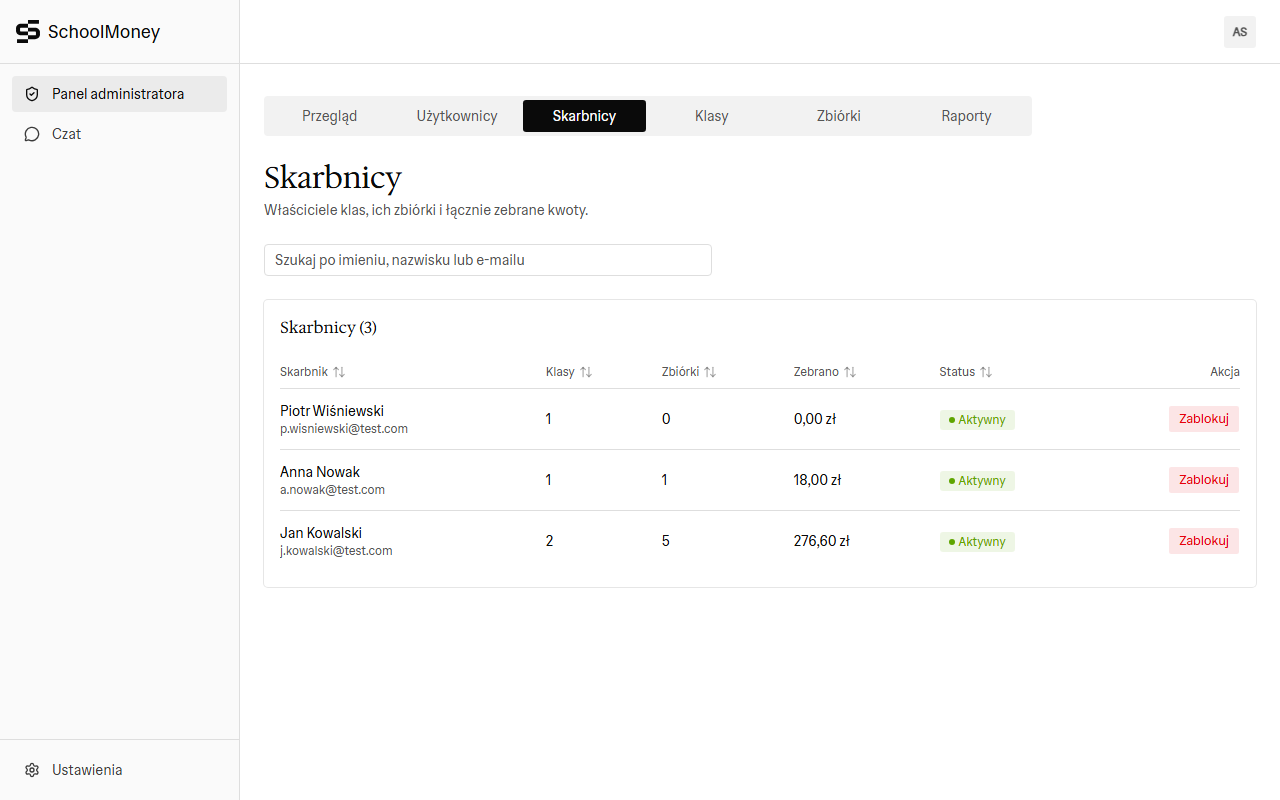 SchoolMoney
AS
Panel administratora
Czat
Przegląd Użytkownicy Skarbnicy Klasy Zbiórki Raporty
Skarbnicy
Właściciele klas, ich zbiórki i łącznie zebrane kwoty.
Szukaj po imieniu, nazwisku lub e-mailu
Skarbnicy (3)
Skarbnik Klasy Zbiórki Zebrano Status Akcja
Piotr Wiśniewski
p.wisniewski@test.com
1 0 0,00 zł Aktywny Zablokuj
Anna Nowak
a.nowak@test.com
1 1 18,00 zł Aktywny Zablokuj
Jan Kowalski
j.kowalski@test.com
2 5 276,60 zł Aktywny Zablokuj
Ustawienia